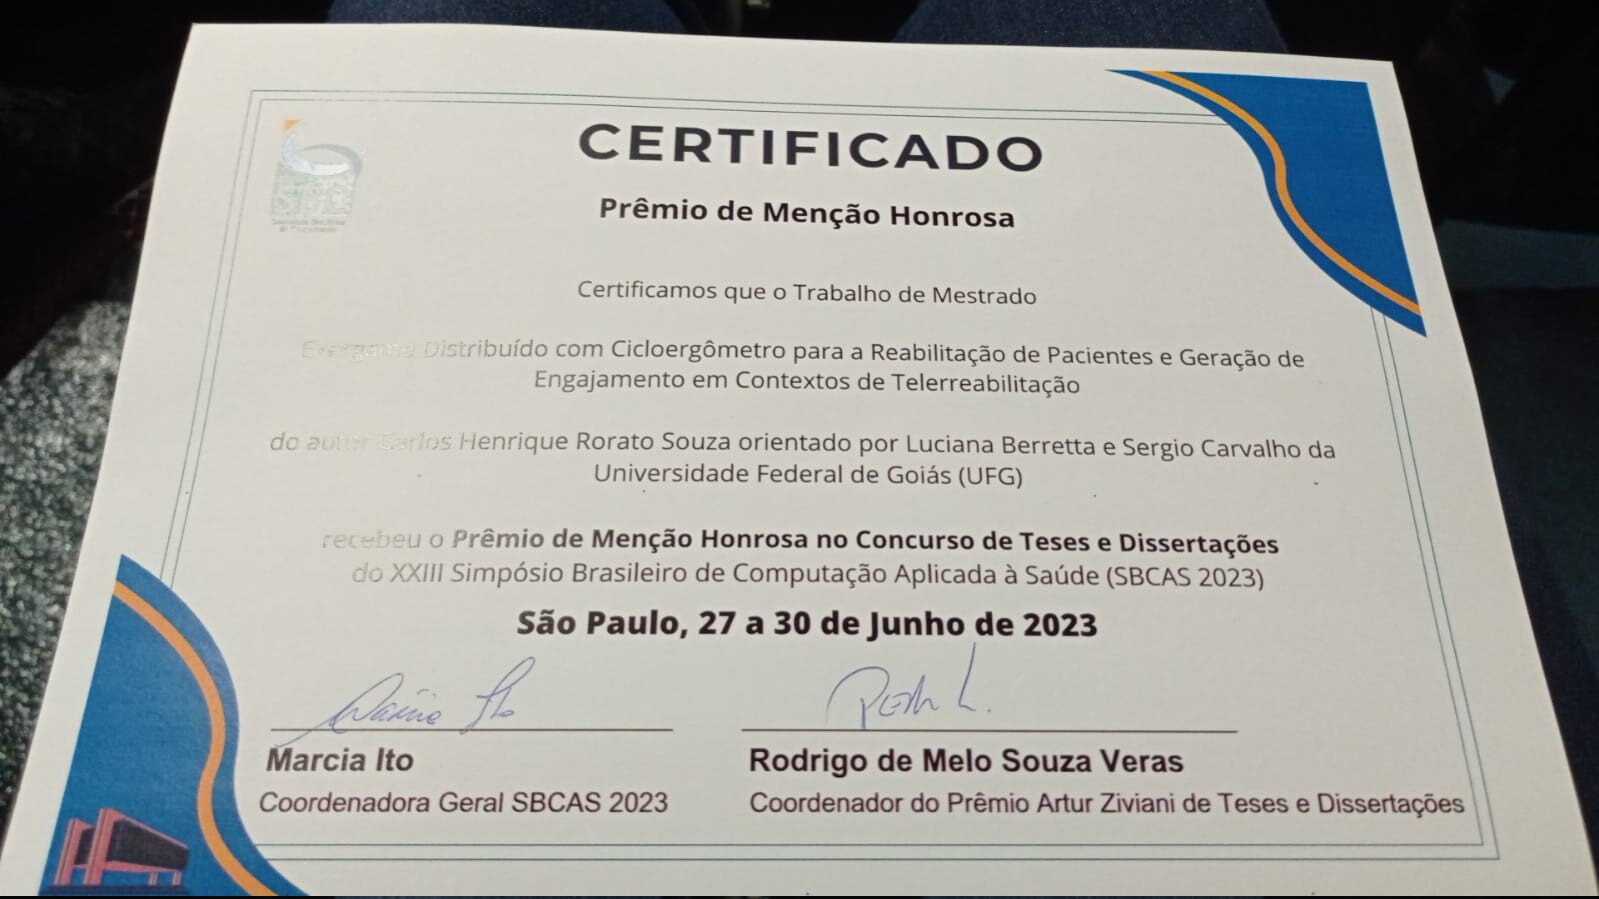 CERTIFICADO
Prêmio de Menção Honrosa
Certificamos que o Trabalho de Mestrado
Exergame Distribuído com Cicloergômetro para a Reabilitação de Pacientes e Geração de
Engajamento em Contextos de Telerreabilitação
do autor Carlos Henrique Rorato Souza orientado por Luciana Berretta e Sergio Carvalho da
Universidade Federal de Goiás (UFG)
recebeu o Prêmio de Menção Honrosa no Concurso de Teses e Dissertações
do XXIII Simpósio Brasileiro de Computação Aplicada à Saúde (SBCAS 2023)
São Paulo, 27 a 30 de Junho de 2023
Marcia Ito
Coordenadora Geral SBCAS 2023
Rodrigo de Melo Souza Veras
Coordenador do Prêmio Artur Ziviani de Teses e Dissertações